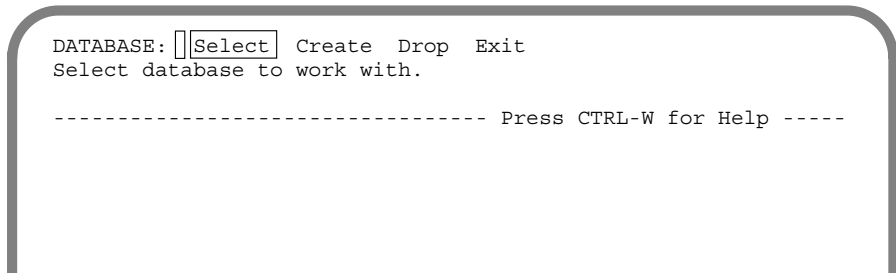 DATABASE: Select Create Drop Exit
Select database to work with.
---------------------------------- Press CTRL-W for Help -----